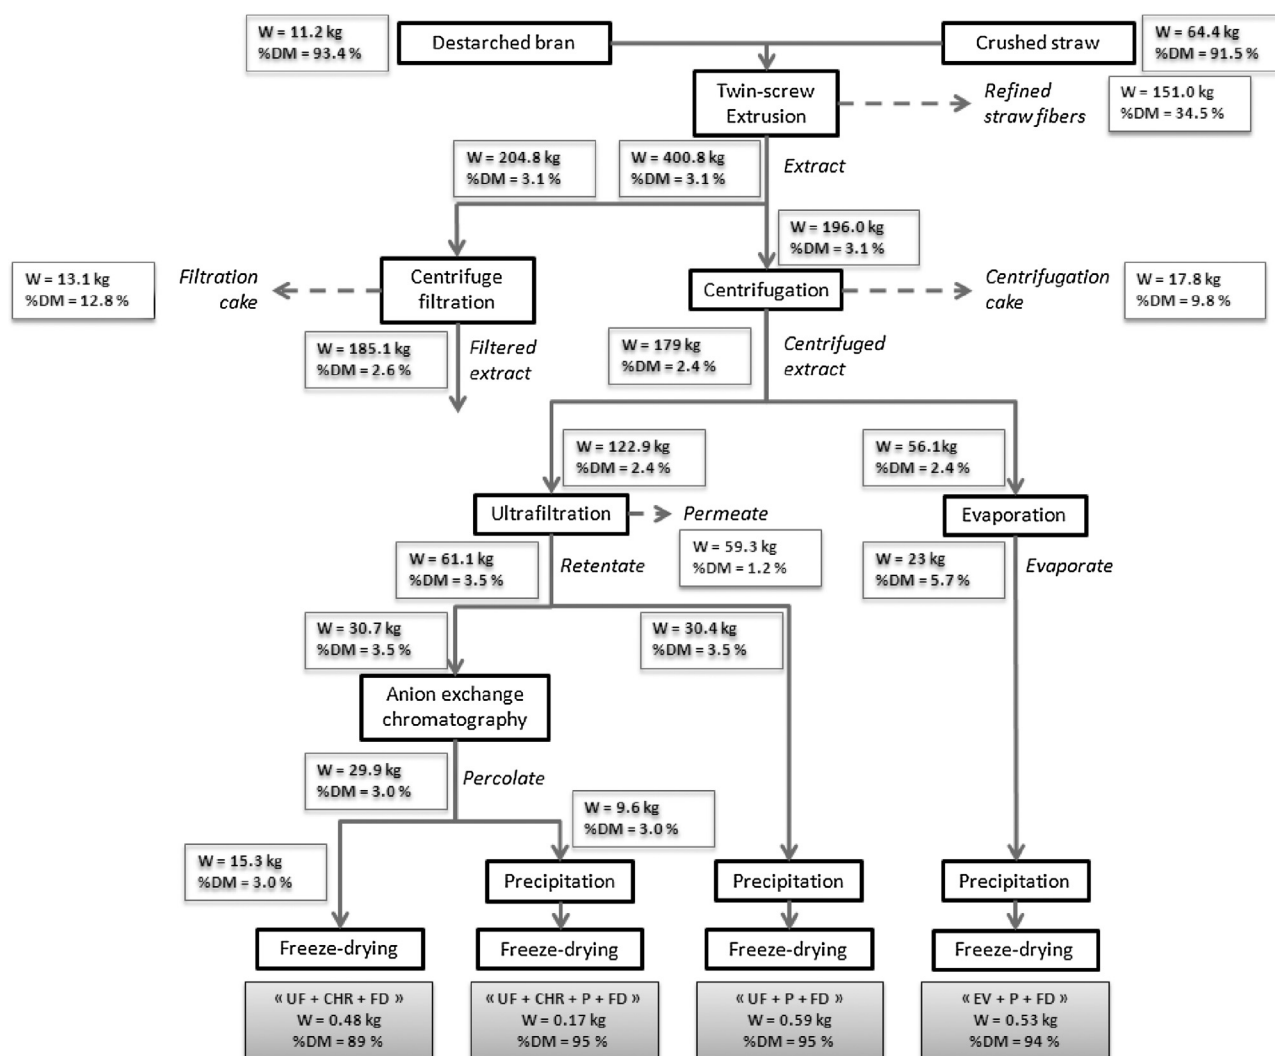 W = 11.2 kg
%DM = 93.4 %
Destarched bran
Crushed straw
W = 64.4 kg
%DM = 91.5 %
Twin-screw
Extrusion
Refined
straw fibers
W = 151.0 kg
%DM = 34.5 %
W = 204.8 kg
%DM = 3.1 %
W = 400.8 kg
%DM = 3.1 %
Extract
W = 196.0 kg
%DM = 3.1 %
W = 13.1 kg
%DM = 12.8 %
Filtration
cake
Centrifuge
filtration
Centrifugation
Centrifugation
cake
W = 17.8 kg
%DM = 9.8 %
W = 185.1 kg
%DM = 2.6 %
Filtered
extract
W = 179 kg
%DM = 2.4 %
Centrifuged
extract
W = 122.9 kg
%DM = 2.4 %
W = 56.1kg
%DM = 2.4 %
Ultrafiltration
Permeate
W = 59.3 kg
%DM = 1.2 %
Evaporation
W = 61.1 kg
%DM = 3.5 %
Retentate
W = 23 kg
%DM = 5.7 %
Evaporate
W = 30.7 kg
%DM = 3.5 %
W = 30.4 kg
%DM = 3.5 %
Anion exchange
chromatography
W = 29.9 kg
%DM = 3.0 %
Percolate
W = 9.6 kg
%DM = 3.0 %
W = 15.3 kg
%DM = 3.0 %
Precipitation
Precipitation
Precipitation
Freeze-drying
Freeze-drying
Freeze-drying
Freeze-drying
« UF + CHR + FD »
W = 0.48 kg
%DM = 89 %
« UF + CHR + P + FD »
W = 0.17 kg
%DM = 95 %
« UF + P + FD »
W = 0.59 kg
%DM = 95 %
« EV + P + FD »
W = 0.53 kg
%DM = 94 %